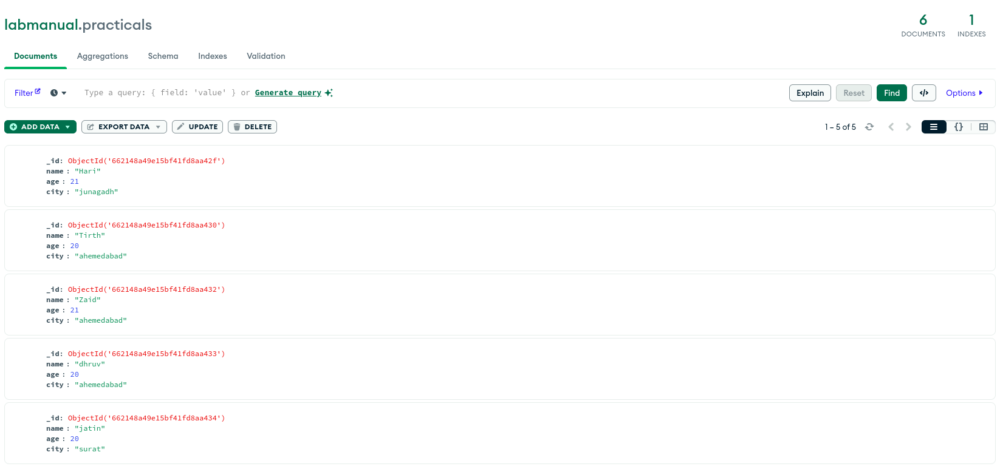 labmanual.practicals
6
DOCUMENTS
1
INDEXES
Documents Aggregations Schema Indexes Validation
Filter Type a query: { field: 'value' } or Generate query Explain Reset Find </> Options
ADD DATA EXPORT DATA UPDATE DELETE 1 – 5 of 5 {}
_id: ObjectId('662148a49e15bf41fd8aa42f')
name : "Hari"
age : 21
city : "junagadh"
_id: ObjectId('662148a49e15bf41fd8aa430')
name : "Tirth"
age : 20
city : "ahemedabad"
_id: ObjectId('662148a49e15bf41fd8aa432')
name : "Zaid"
age : 21
city : "ahemedabad"
_id: ObjectId('662148a49e15bf41fd8aa433')
name : "dhruv"
age : 20
city : "ahemedabad"
_id: ObjectId('662148a49e15bf41fd8aa434')
name : "jatin"
age : 20
city : "surat"